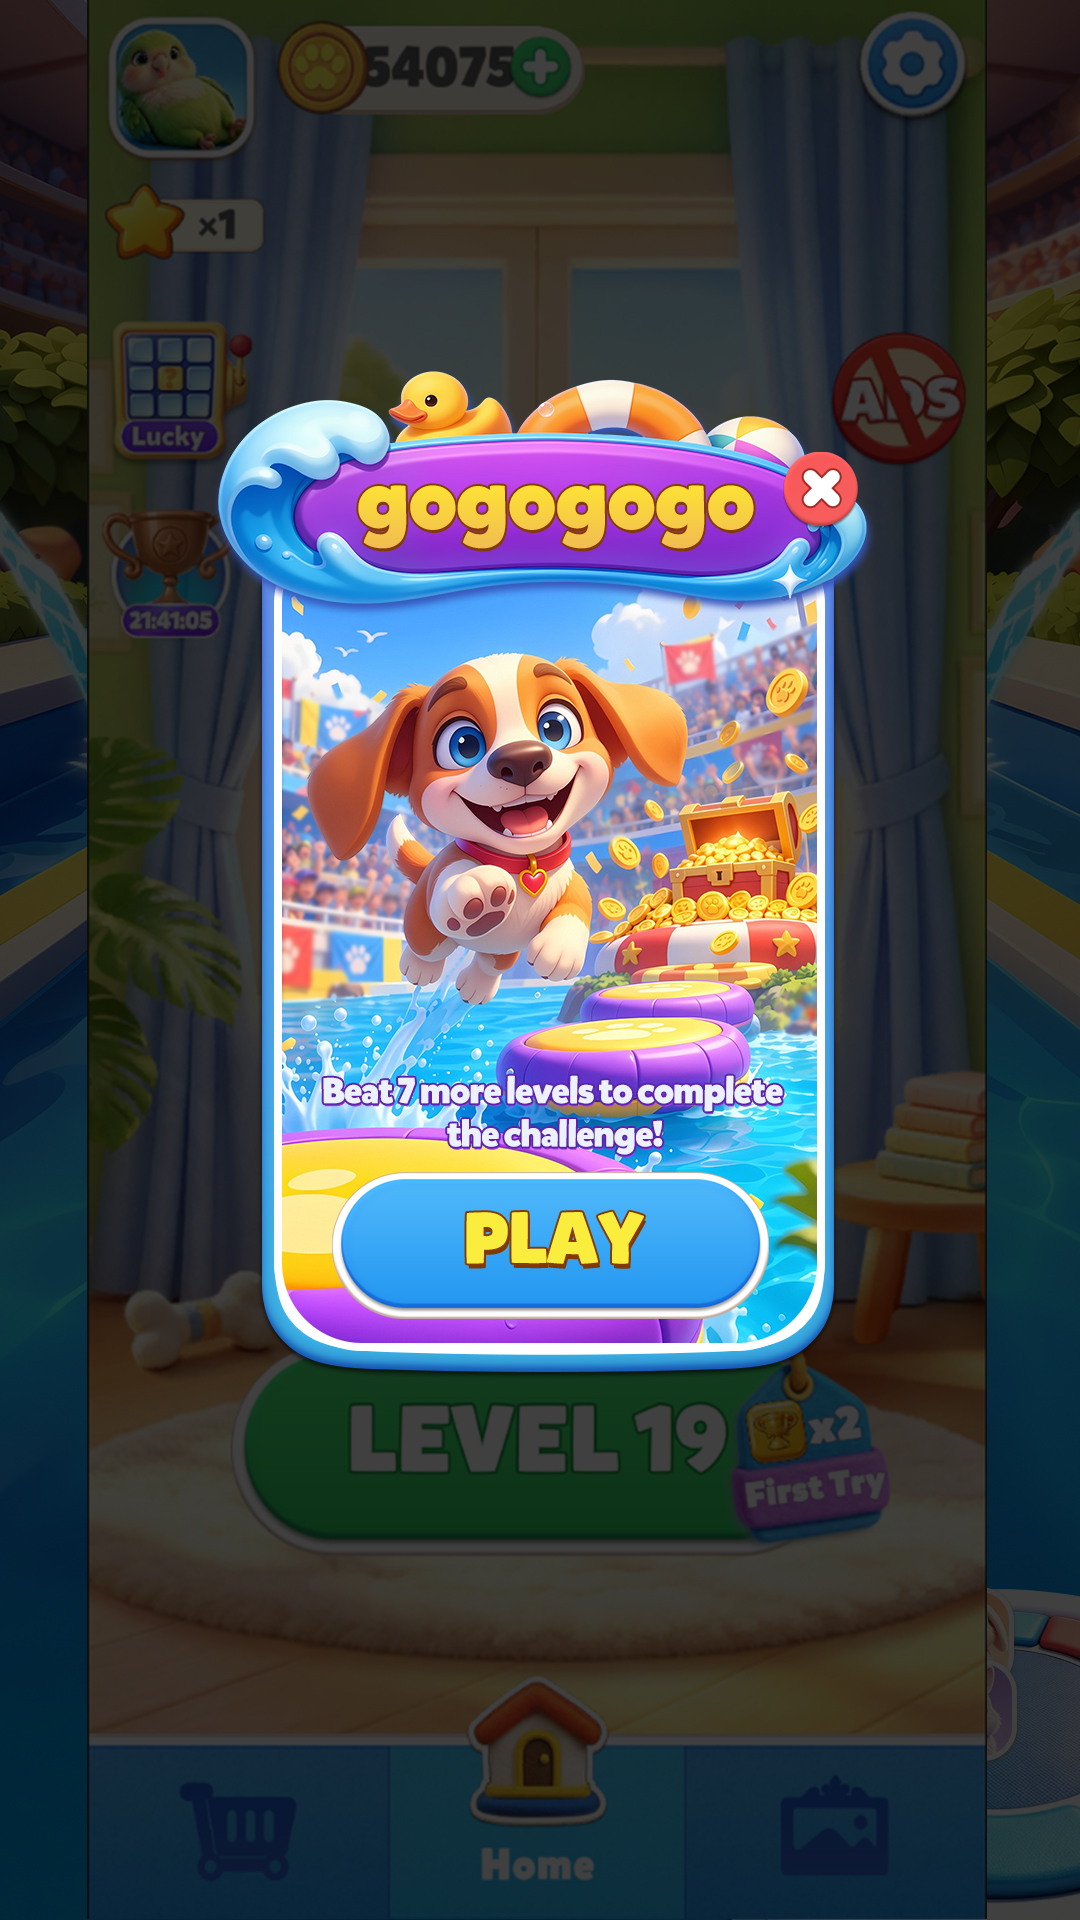 54075
×1
Lucky
ADS
gogogogo
21:41:05
Beat 7 more levels to complete
the challenge!
PLAY
LEVEL 19
x2
First Try
Home